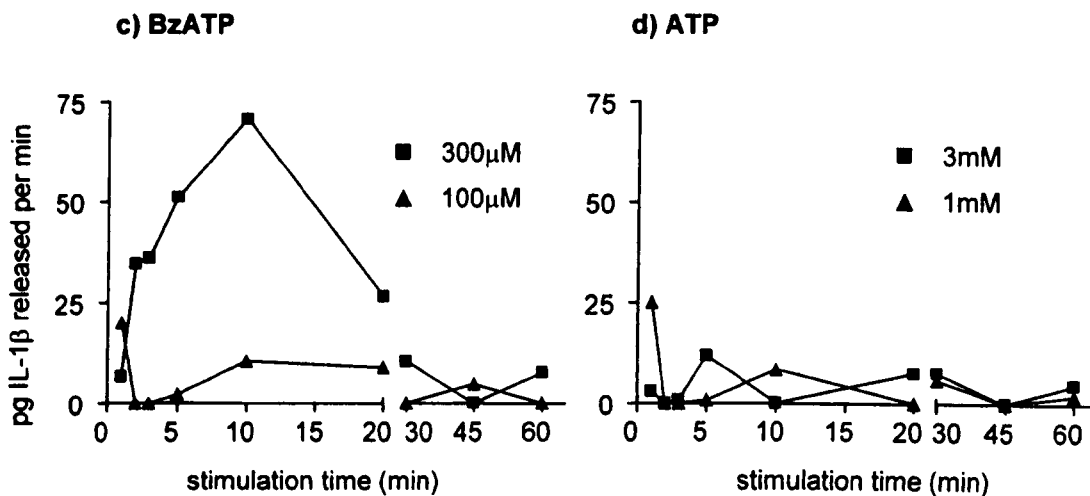 c) BzATP
pg IL-1β released per min
75
50
25
0
300μM
100μM
0 5 10 20 30 45 60
stimulation time (min)
d) ATP
75
50
25
0
3mM
1mM
0 5 10 15 20 30 45 60
stimulation time (min)